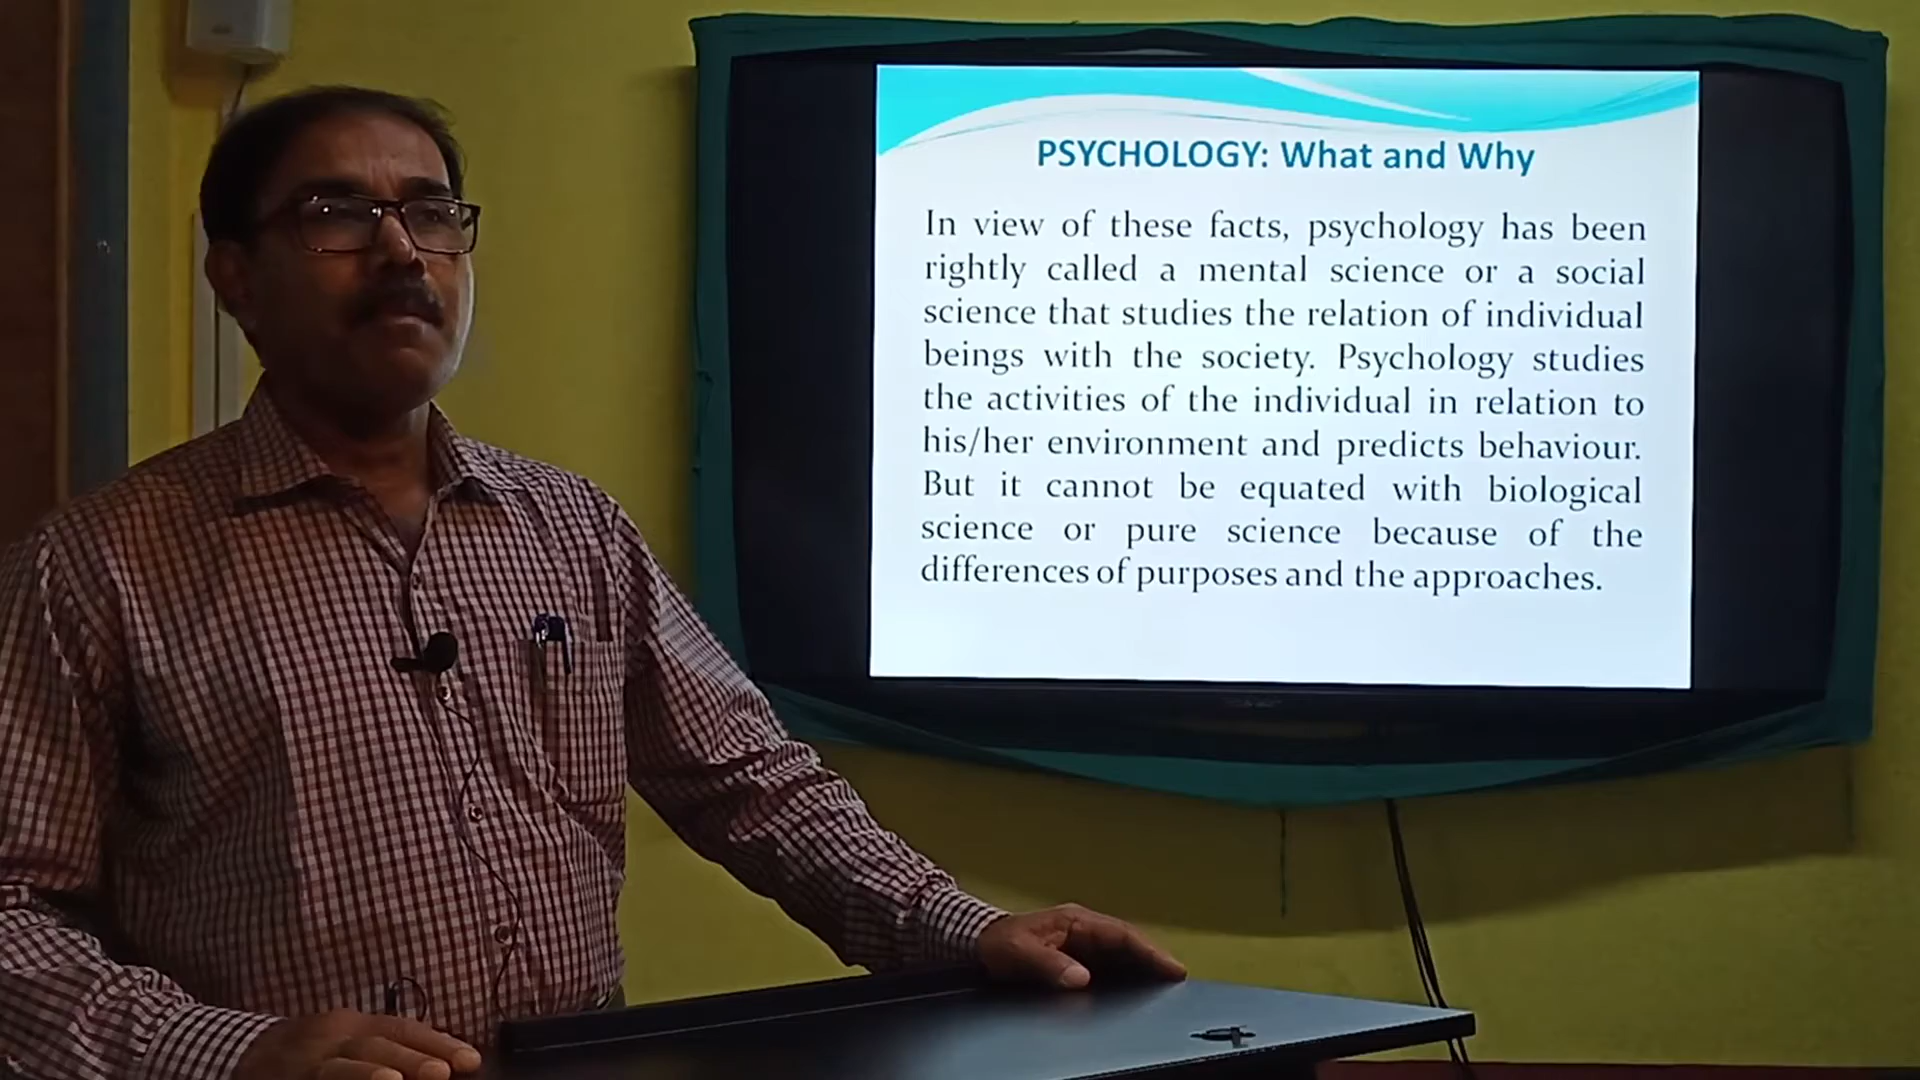 PSYCHOLOGY: What and Why
In view of these facts, psychology has been
rightly called a mental science or a social
science that studies the relation of individual
beings with the society. Psychology studies
the activities of the individual in relation to
his/her environment and predicts behaviour.
But it cannot be equated with biological
science or pure science because of the
differences of purposes and the approaches.